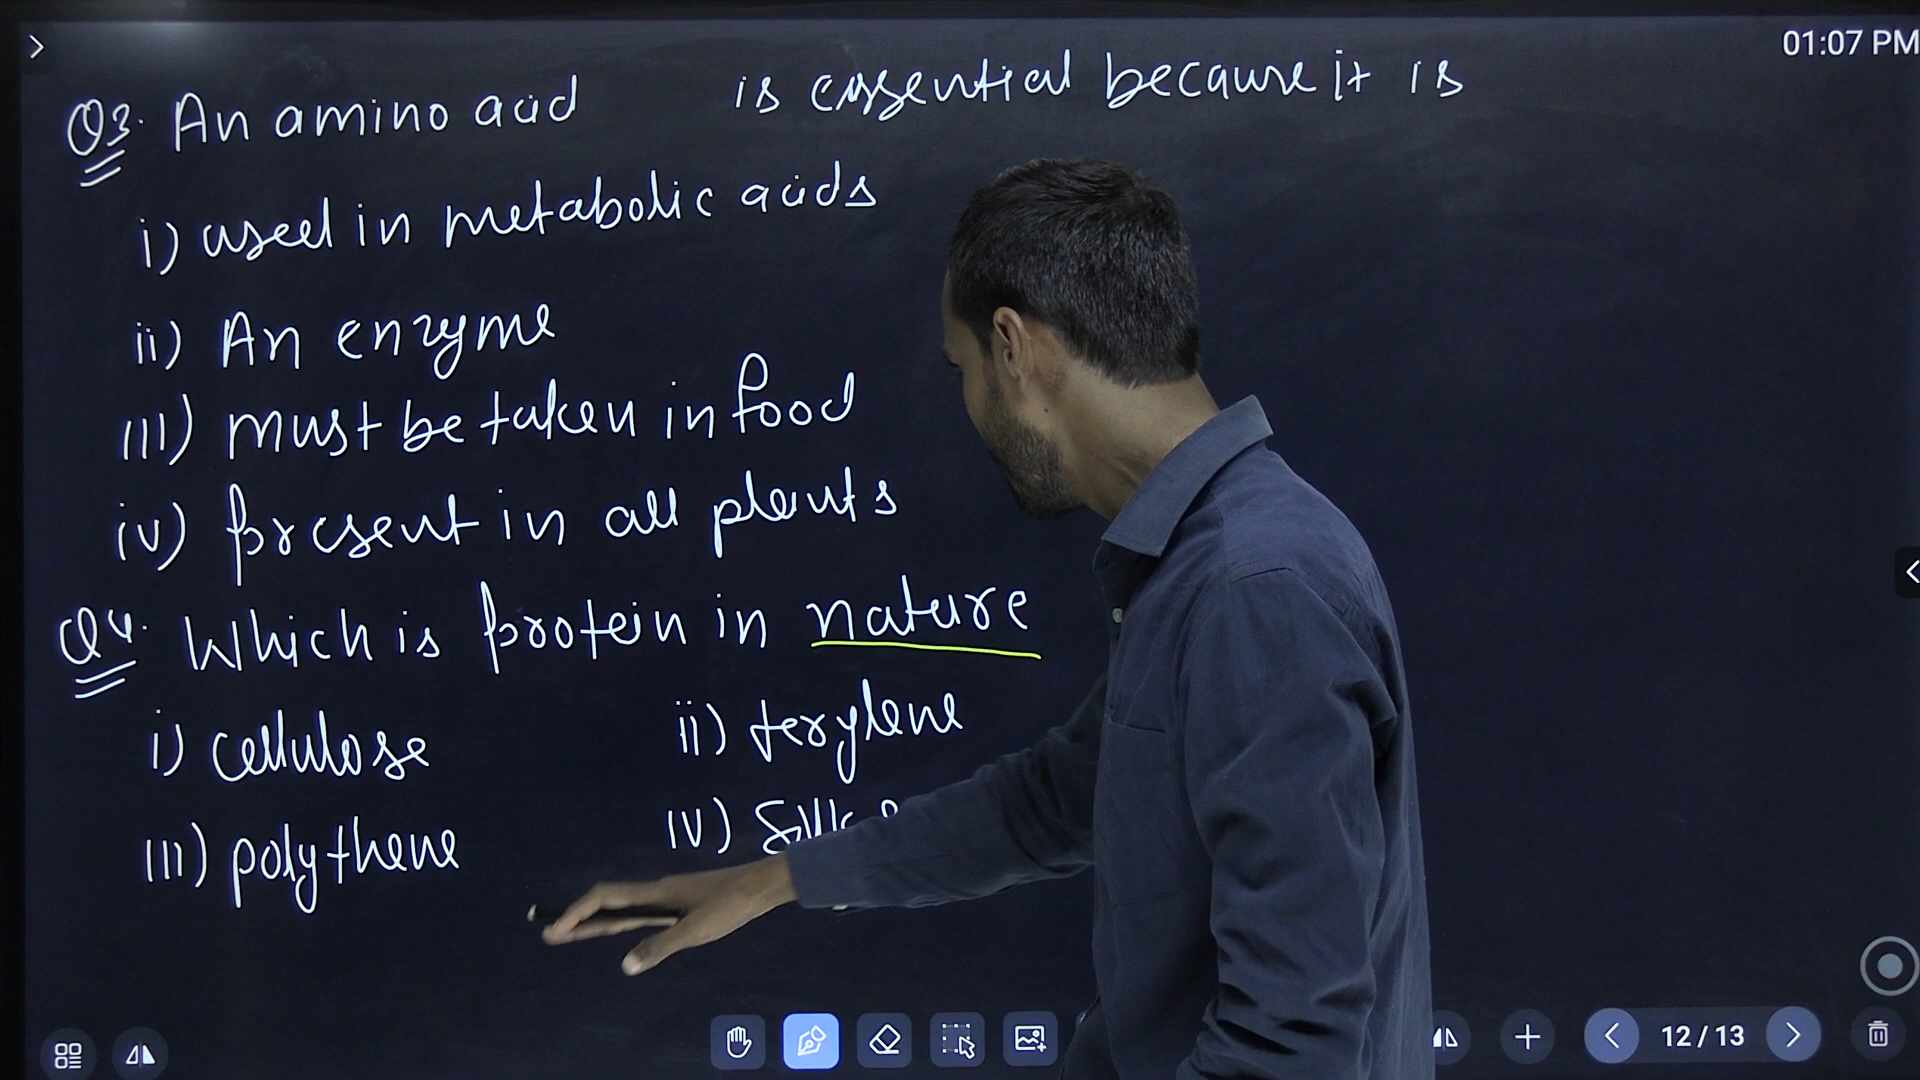 01:07 PM
Q3. An amino acid is essential because it is
i) used in metabolic acids
ii) An enzyme
III) must be taken in food
iv) present in all plants
Q4. Which is protein in nature
i) cellulose ii) terylene
III) polythene IV) Silk
12/13